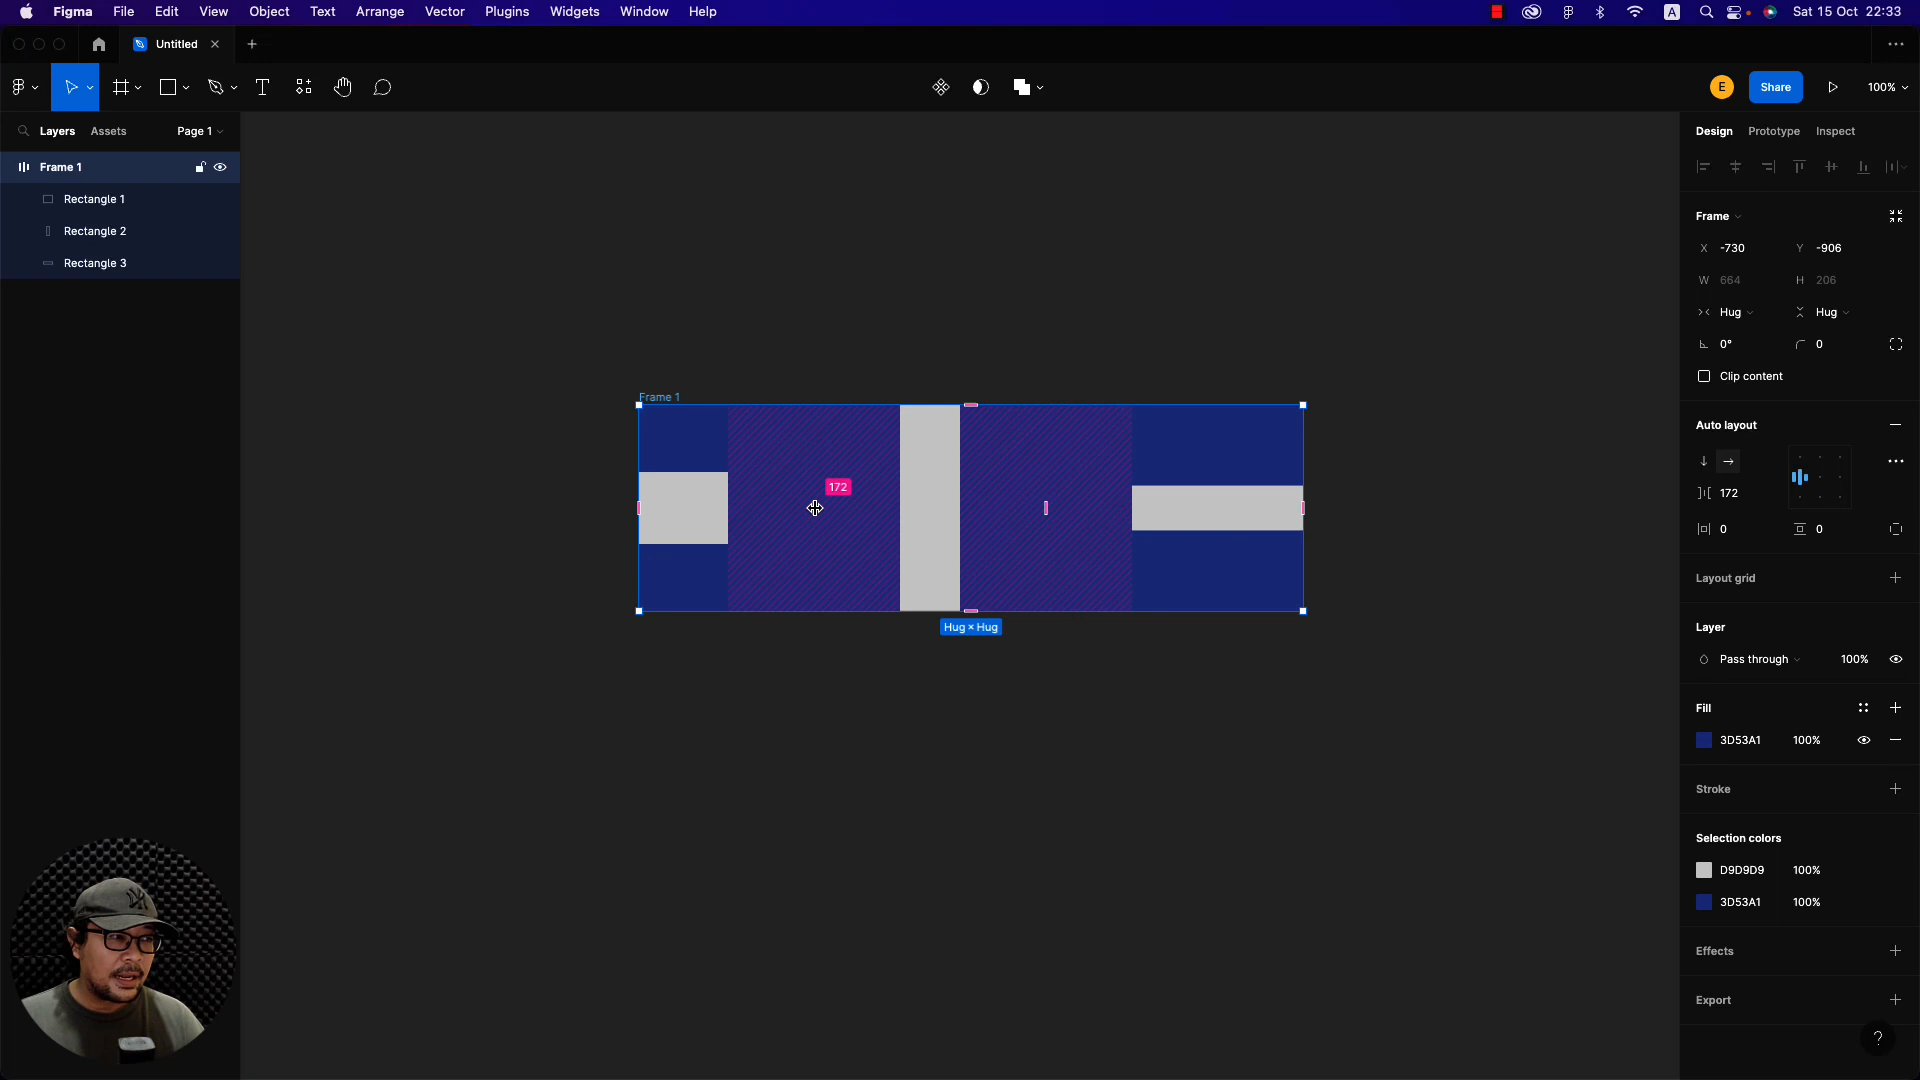 Figma File Edit View Object Text Arrange Vector Plugins Widgets Window Help A Sat 15 Oct 22:33
Untitled
E Share 100%
Layers Assets Page 1
Design Prototype Inspect
Frame 1
Rectangle 1
Rectangle 2
Rectangle 3
Frame 1
172
Hug × Hug
Frame
X -730 Y -906
W 664 H 206
Hug Hug
0° 0
Clip content
Auto layout
172
0 0
Layout grid
Layer
Pass through 100%
Fill
3D53A1 100%
Stroke
Selection colors
D9D9D9 100%
3D53A1 100%
Effects
Export
?